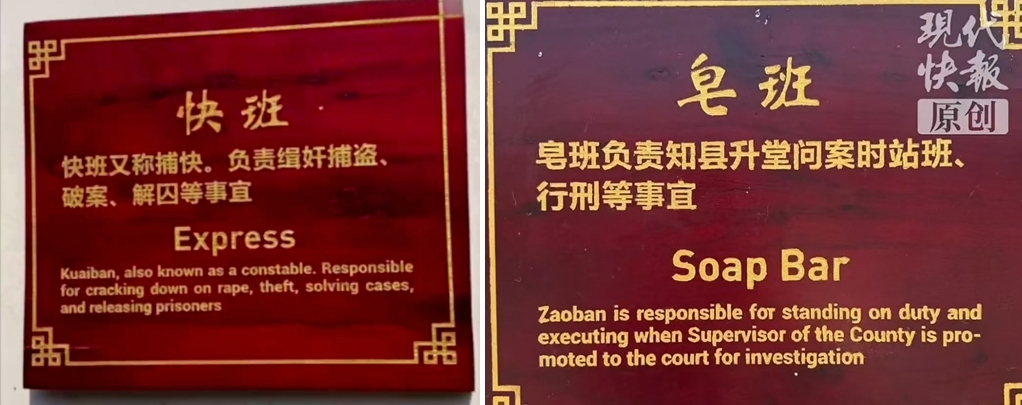 快班
快班又称捕快。负责缉奸捕盗、
破案、解囚等事宜
Express
Kuaiban, also known as a constable. Responsible
for cracking down on rape, theft, solving cases,
and releasing prisoners
現代
快報
原创
皂班
皂班负责知县升堂问案时站班、
行刑等事宜
Soap Bar
Zaoban is responsible for standing on duty and
executing when Supervisor of the County is pro-
moted to the court for investigation